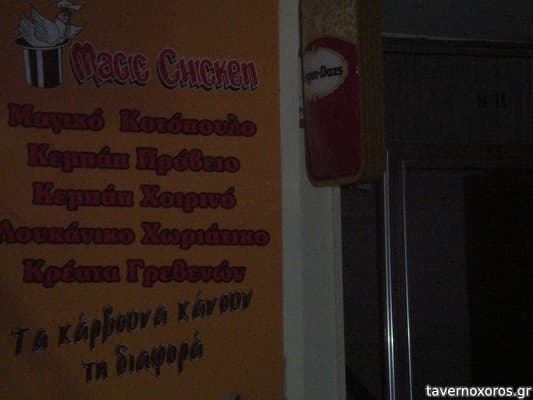 Magic Chicken
Μαγικό Κοτόπουλο
Κεμπάπ Πρόβειο
Κεμπάπ Χοιρινό
Λουκάνικο Χωριάτικο
Κρέατα Γρεβενών
Τα κάρβουνα κάνουν
τη διαφορά
Häagen-Dazs
tavernoxoros.gr